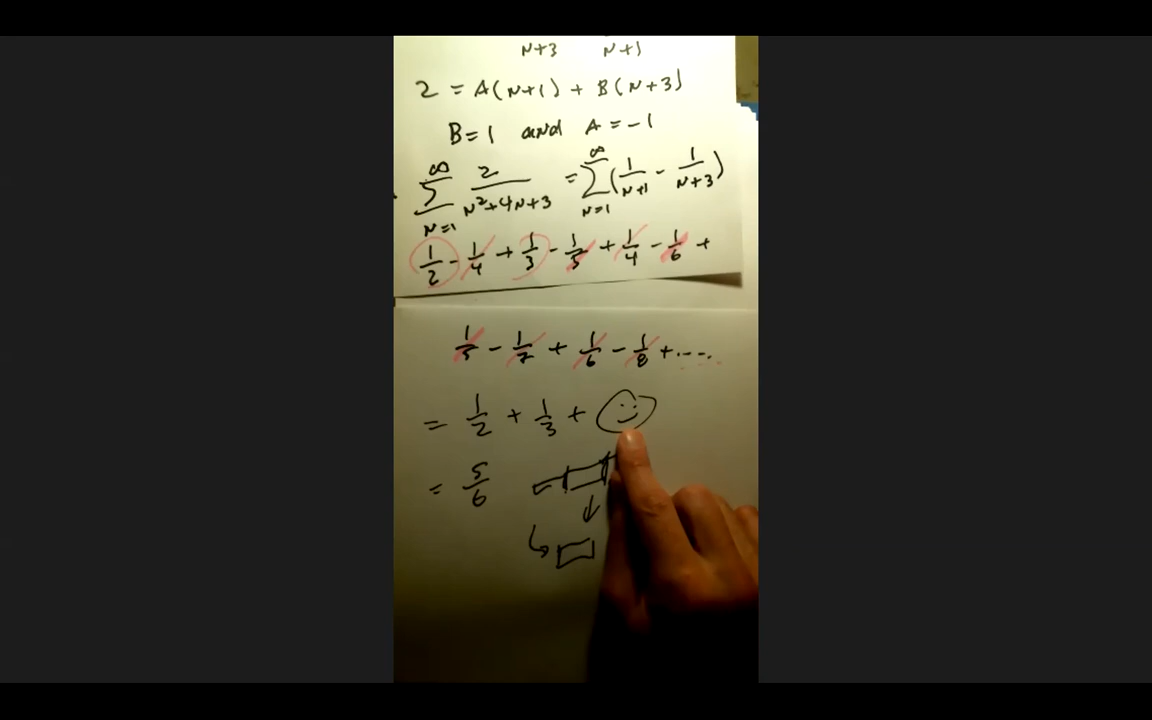 N+3 N+1
2 = A(N+1) + B(N+3)
B=1 and A=-1
∞ ∑ N=1 2/(N²+4N+3) = ∞ ∑ N=1 (1/(N+1) - 1/(N+3))
1/2 - 1/4 + 1/3 - 1/5 + 1/4 - 1/6 +
1/5 - 1/7 + 1/6 - 1/8 + ....
= 1/2 + 1/3 + ☺
= 5/6